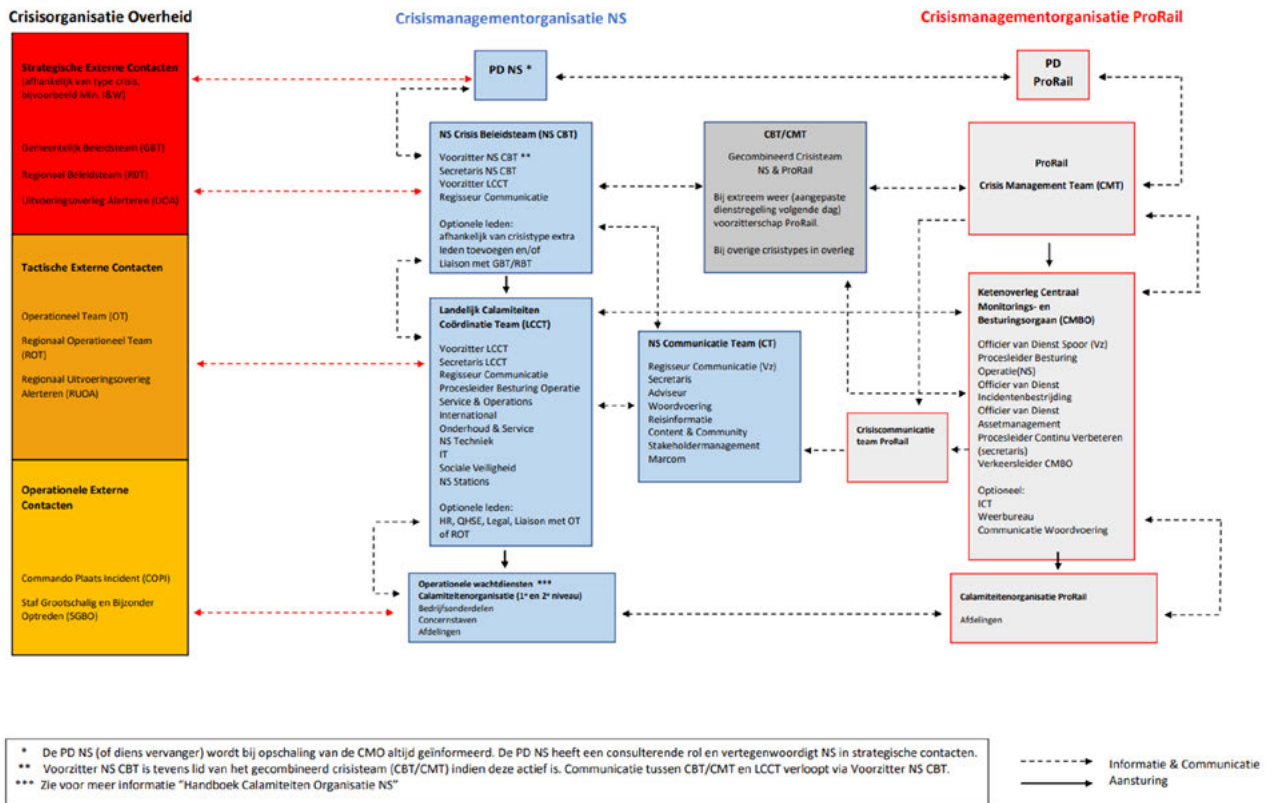 Crisisorganisatie Overheid
Crisismanagementorganisatie NS
Crisismanagementorganisatie ProRail
Strategische Externe Contacten
(afhankelijk van type crisis,
bijvoorbeeld Min. I&W)
Gemeentelijk Beleidsteam (GBT)
Regionaal Beleidsteam (RBT)
Uitvoeringsoverleg Alerteren (UOA)
Tactische Externe Contacten
Operationeel Team (OT)
Regionaal Operationeel Team
(ROT)
Regionaal Uitvoeringsoverleg
Alerteren (RUOA)
Operationele Externe
Contacten
Commando Plaats Incident (COPI)
Staf Grootschalig en Bijzonder
Optreden (SGBO)
PD NS *
NS Crisis Beleidsteam (NS CBT)
Voorzitter NS CBT **
Secretaris NS CBT
Voorzitter LCCT
Regisseur Communicatie
Optionele leden:
afhankelijk van crisistype extra
leden toevoegen en/of
Liaison met GBT/RBT
Landelijk Calamiteiten
Coördinatie Team (LCCT)
Voorzitter LCCT
Secretaris LCCT
Regisseur Communicatie
Procesleider Besturing Operatie
Service & Operations
International
Onderhoud & Service
NS Techniek
IT
Sociale Veiligheid
NS Stations
Optionele leden:
HR, QHSE, Legal, Liaison met OT
of ROT
Operationele wachtdiensten ***
Calamiteitenorganisatie (1e en 2e niveau)
Bedrijfsonderdelen
Concernstaven
Afdelingen
CBT/CMT
Gecombineerd Crisisteam
NS & ProRail
Bij extreem weer (aangepaste
dienstregeling volgende dag)
voorzitterschap ProRail.
Bij overige crisistypes in overleg
NS Communicatie Team (CT)
Regisseur Communicatie (Vz)
Secretaris
Adviseur
Woordvoering
Reisinformatie
Content & Community
Stakeholdermanagement
Marcom
Crisiscommunicatie
team ProRail
PD
ProRail
ProRail
Crisis Management Team (CMT)
Ketenoverleg Centraal
Monitorings- en
Besturingsorgaan (CMBO)
Officier van Dienst Spoor (Vz)
Procesleider Besturing
Operatie(NS)
Officier van Dienst
Incidentenbestrijding
Officier van Dienst
Assetmanagement
Procesleider Continu Verbeteren
(secretaris)
Verkeersleider CMBO
Optioneel:
ICT
Weerbureau
Communicatie Woordvoering
Calamiteitenorganisatie ProRail
Afdelingen
* De PD NS (of diens vervanger) wordt bij opschaling van de CMO altijd geïnformeerd. De PD NS heeft een consulterende rol en vertegenwoordigt NS in strategische contacten.
** Voorzitter NS CBT is tevens lid van het gecombineerd crisisteam (CBT/CMT) indien deze actief is. Communicatie tussen CBT/CMT en LCCT verloopt via Voorzitter NS CBT.
*** Zie voor meer informatie "Handboek Calamiteiten Organisatie NS"
Informatie & Communicatie
Aansturing